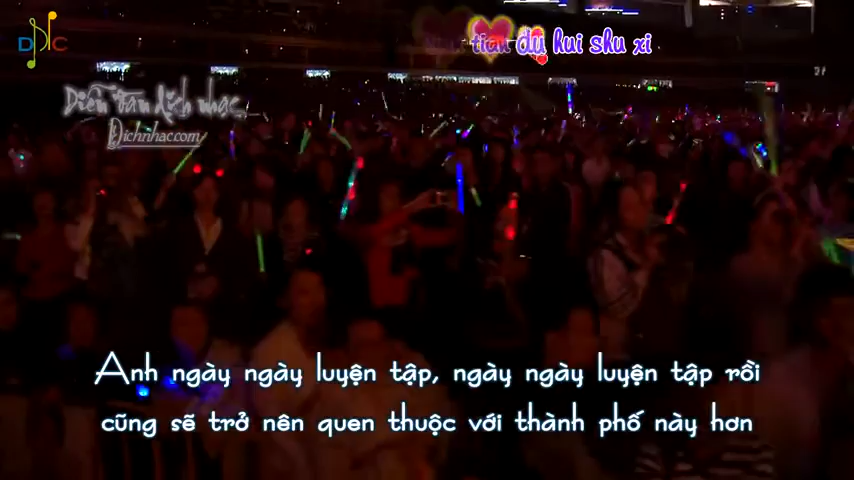 DNC
tian du hui shu xi
Diễn đàn dịch nhạc
Dichnhac.com
Anh ngày ngày luyện tập, ngày ngày luyện tập rồi
cũng sẽ trở nên quen thuộc với thành phố này hơn